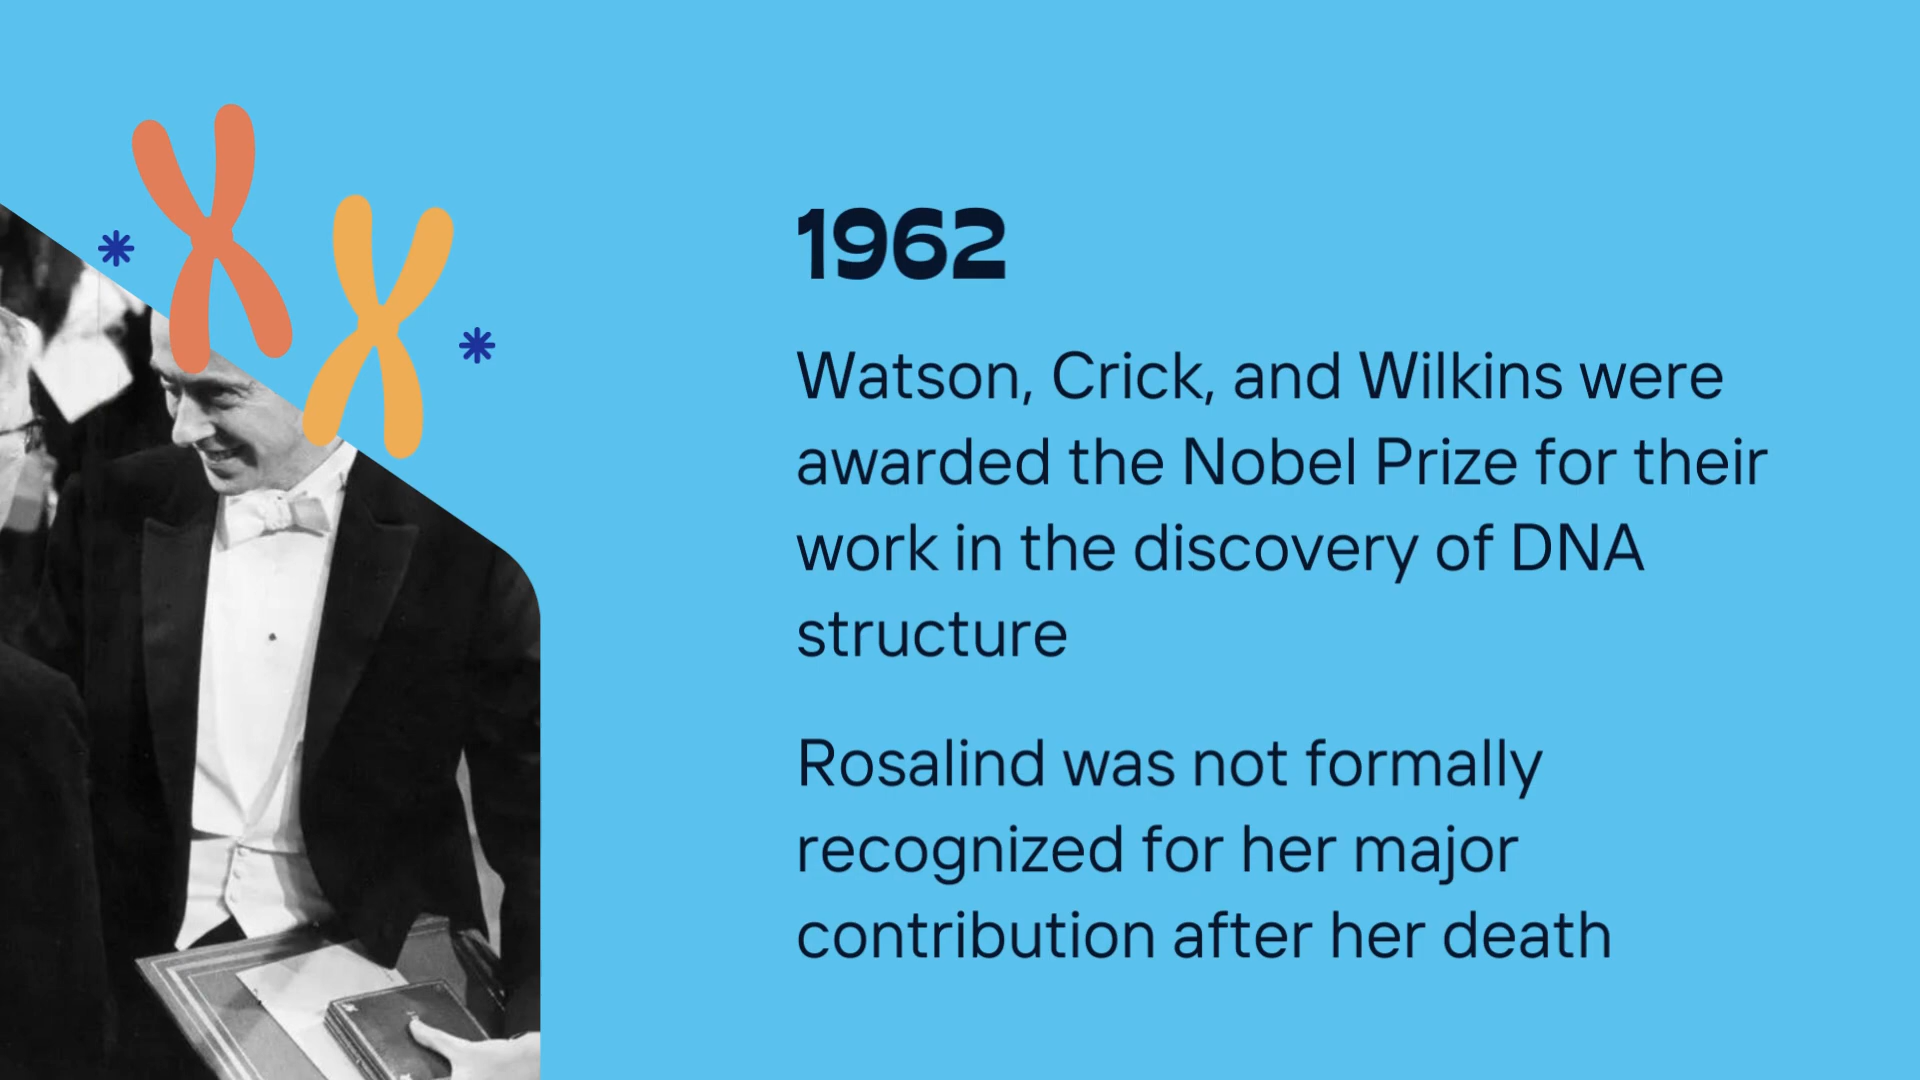 1962
Watson, Crick, and Wilkins were
awarded the Nobel Prize for their
work in the discovery of DNA
structure
Rosalind was not formally
recognized for her major
contribution after her death